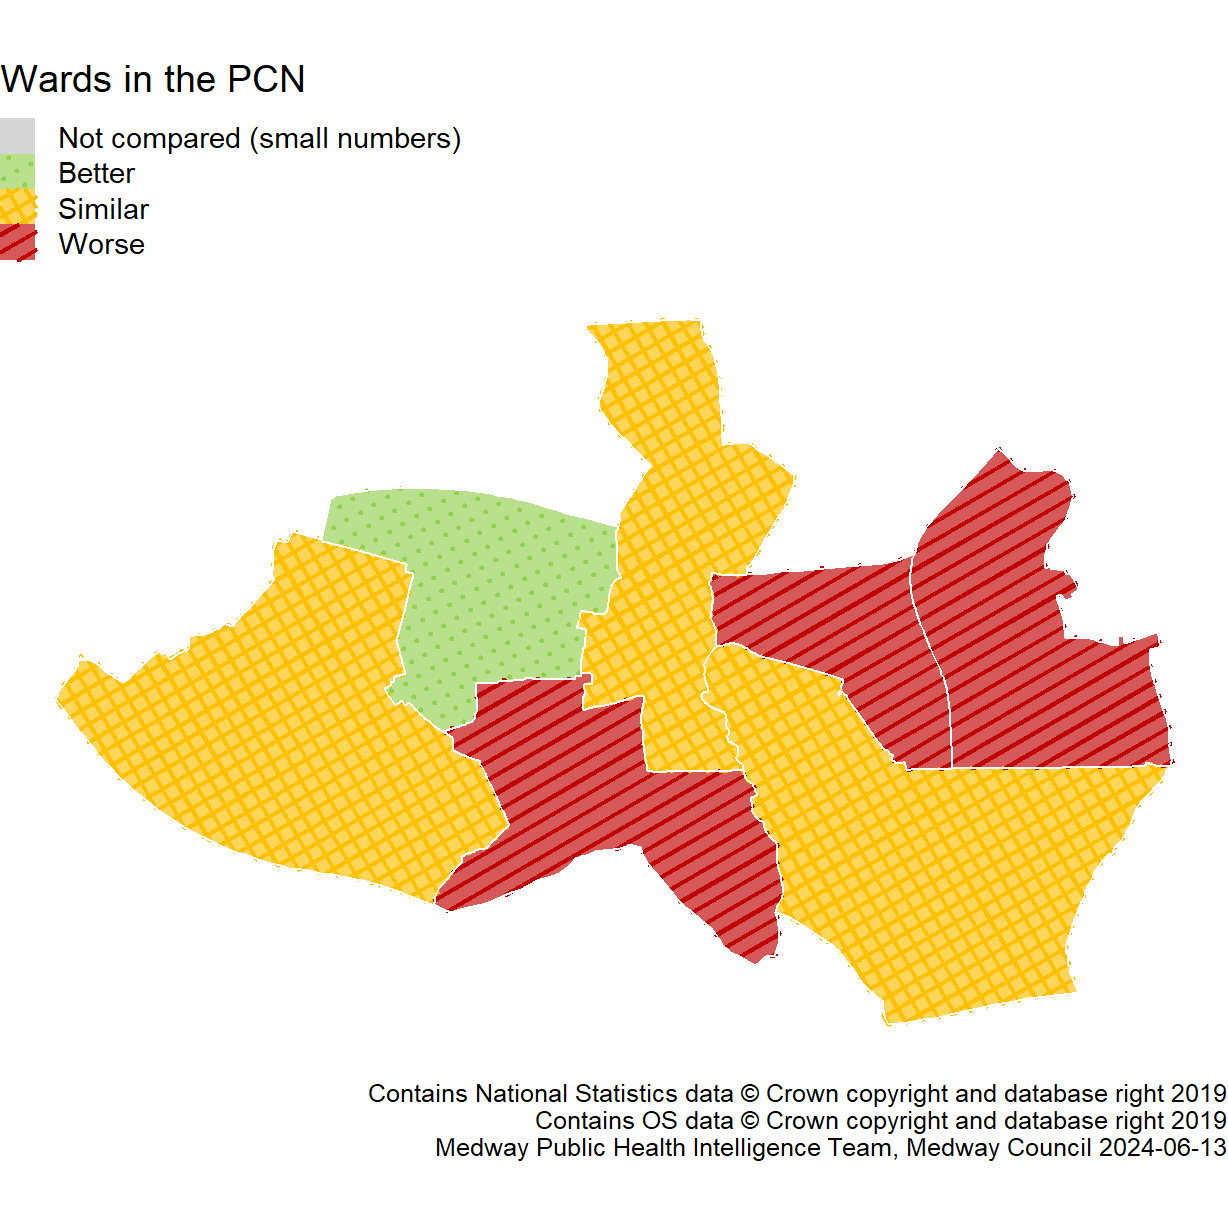 Wards in the PCN
Not compared (small numbers)
Better
Similar
Worse
Contains National Statistics data © Crown copyright and database right 2019
Contains OS data © Crown copyright and database right 2019
Medway Public Health Intelligence Team, Medway Council 2024-06-13